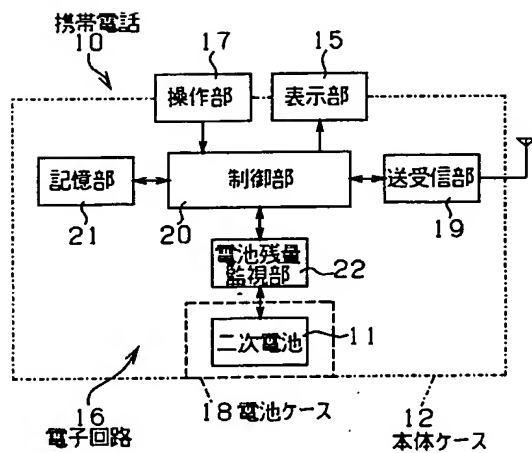 携帯電話
10
17
15
操作部
表示部
記憶部
制御部
送受信部
21
20
19
電池残量
監視部
22
二次電池
11
16
電子回路
18電池ケース
12
本体ケース